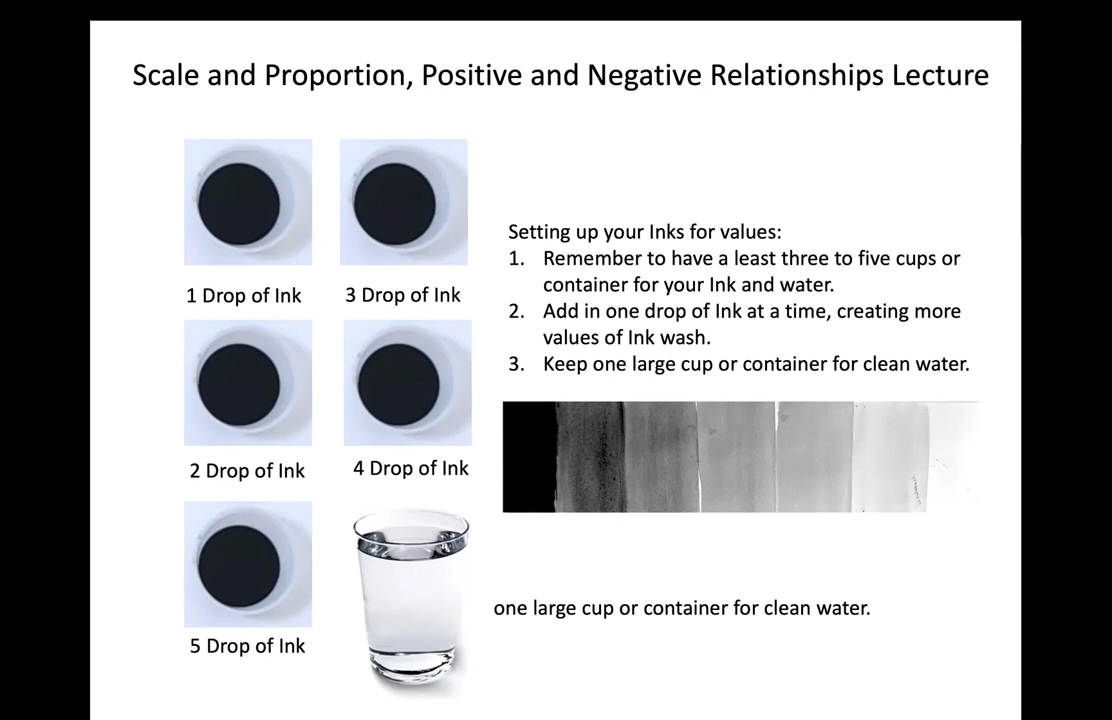 Scale and Proportion, Positive and Negative Relationships Lecture
1 Drop of Ink
3 Drop of Ink
2 Drop of Ink
4 Drop of Ink
5 Drop of Ink
Setting up your Inks for values:
1. Remember to have a least three to five cups or
container for your Ink and water.
2. Add in one drop of Ink at a time, creating more
values of Ink wash.
3. Keep one large cup or container for clean water.
one large cup or container for clean water.